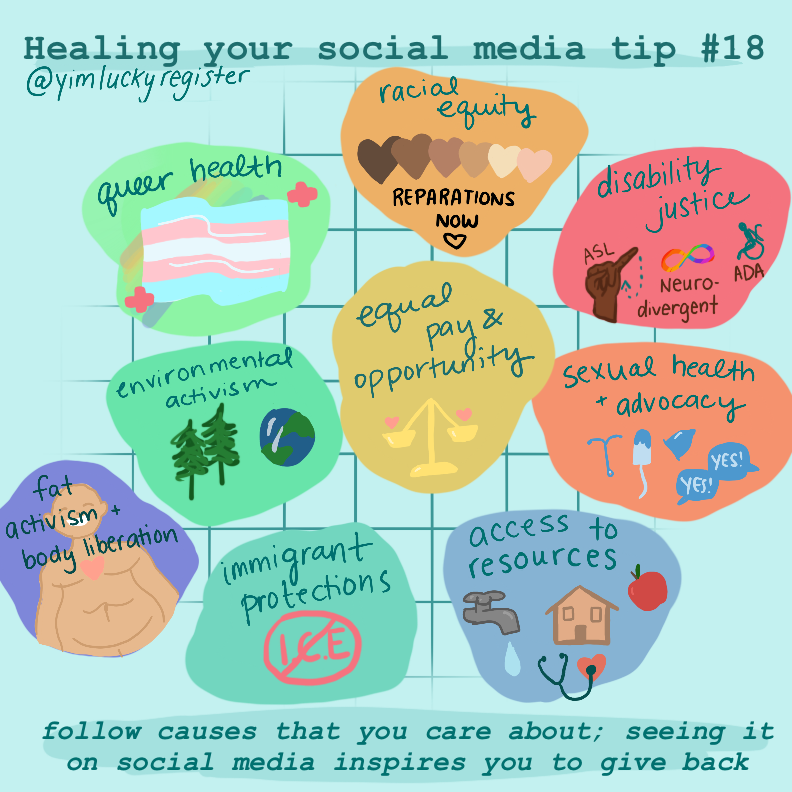 Healing your social media tip #18
@yimluckyregister
racial
equity
REPARATIONS
NOW
queer health
disability
justice
ASL
Neuro-
divergent
ADA
equal
pay &
opportunity
environmental
activism
sexual health
+ advocacy
YES!
YES!
fat
activism +
body liberation
immigrant
protections
I.C.E
access to
resources
follow causes that you care about; seeing it
on social media inspires you to give back